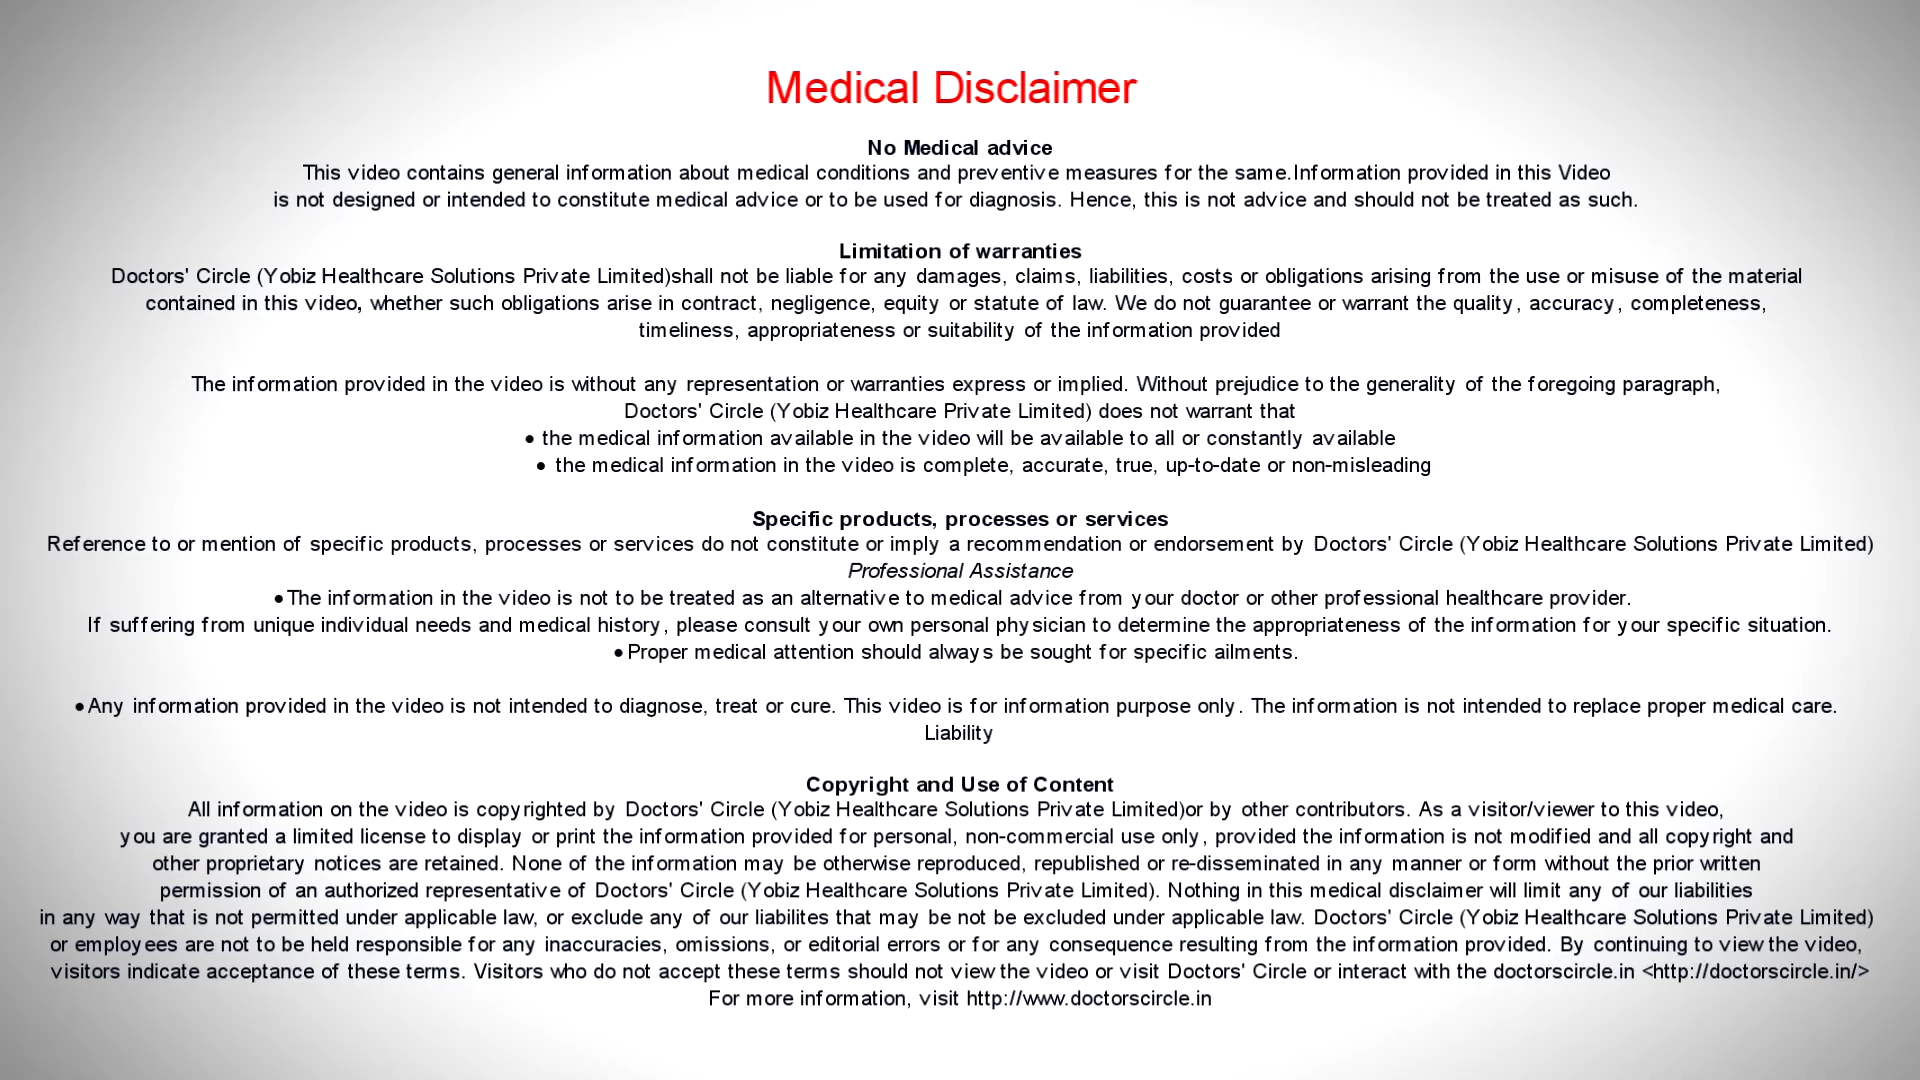 Medical Disclaimer
No Medical advice
This video contains general information about medical conditions and preventive measures for the same.Information provided in this Video
is not designed or intended to constitute medical advice or to be used for diagnosis. Hence, this is not advice and should not be treated as such.
Limitation of warranties
Doctors' Circle (Yobiz Healthcare Solutions Private Limited)shall not be liable for any damages, claims, liabilities, costs or obligations arising from the use or misuse of the material
contained in this video, whether such obligations arise in contract, negligence, equity or statute of law. We do not guarantee or warrant the quality, accuracy, completeness,
timeliness, appropriateness or suitability of the information provided
The information provided in the video is without any representation or warranties express or implied. Without prejudice to the generality of the foregoing paragraph,
Doctors' Circle (Yobiz Healthcare Private Limited) does not warrant that
• the medical information available in the video will be available to all or constantly available
• the medical information in the video is complete, accurate, true, up-to-date or non-misleading
Specific products, processes or services
Reference to or mention of specific products, processes or services do not constitute or imply a recommendation or endorsement by Doctors' Circle (Yobiz Healthcare Solutions Private Limited)
Professional Assistance
•The information in the video is not to be treated as an alternative to medical advice from your doctor or other professional healthcare provider.
If suffering from unique individual needs and medical history, please consult your own personal physician to determine the appropriateness of the information for your specific situation.
•Proper medical attention should always be sought for specific ailments.
•Any information provided in the video is not intended to diagnose, treat or cure. This video is for information purpose only. The information is not intended to replace proper medical care.
Liability
Copyright and Use of Content
All information on the video is copyrighted by Doctors' Circle (Yobiz Healthcare Solutions Private Limited)or by other contributors. As a visitor/viewer to this video,
you are granted a limited license to display or print the information provided for personal, non-commercial use only, provided the information is not modified and all copyright and
other proprietary notices are retained. None of the information may be otherwise reproduced, republished or re-disseminated in any manner or form without the prior written
permission of an authorized representative of Doctors' Circle (Yobiz Healthcare Solutions Private Limited). Nothing in this medical disclaimer will limit any of our liabilities
in any way that is not permitted under applicable law, or exclude any of our liabilites that may be not be excluded under applicable law. Doctors' Circle (Yobiz Healthcare Solutions Private Limited)
or employees are not to be held responsible for any inaccuracies, omissions, or editorial errors or for any consequence resulting from the information provided. By continuing to view the video,
visitors indicate acceptance of these terms. Visitors who do not accept these terms should not view the video or visit Doctors' Circle or interact with the doctorscircle.in <http://doctorscircle.in/>
For more information, visit http://www.doctorscircle.in